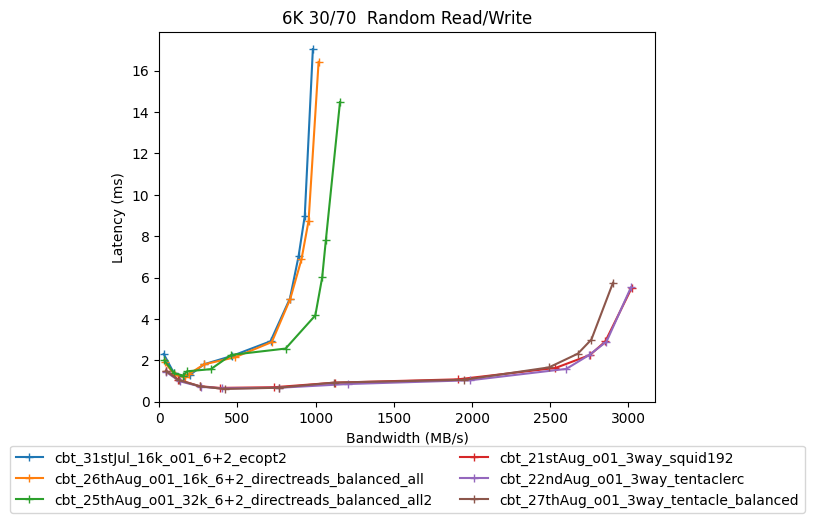 6K 30/70  Random Read/Write
Latency (ms)
16
14
12
10
8
6
4
2
0
0 500 1000 1500 2000 2500 3000
Bandwidth (MB/s)
cbt_31stJul_16k_o01_6+2_ecopt2
cbt_26thAug_o01_16k_6+2_directreads_balanced_all
cbt_25thAug_o01_32k_6+2_directreads_balanced_all2
cbt_21stAug_o01_3way_squid192
cbt_22ndAug_o01_3way_tentaclerc
cbt_27thAug_o01_3way_tentacle_balanced